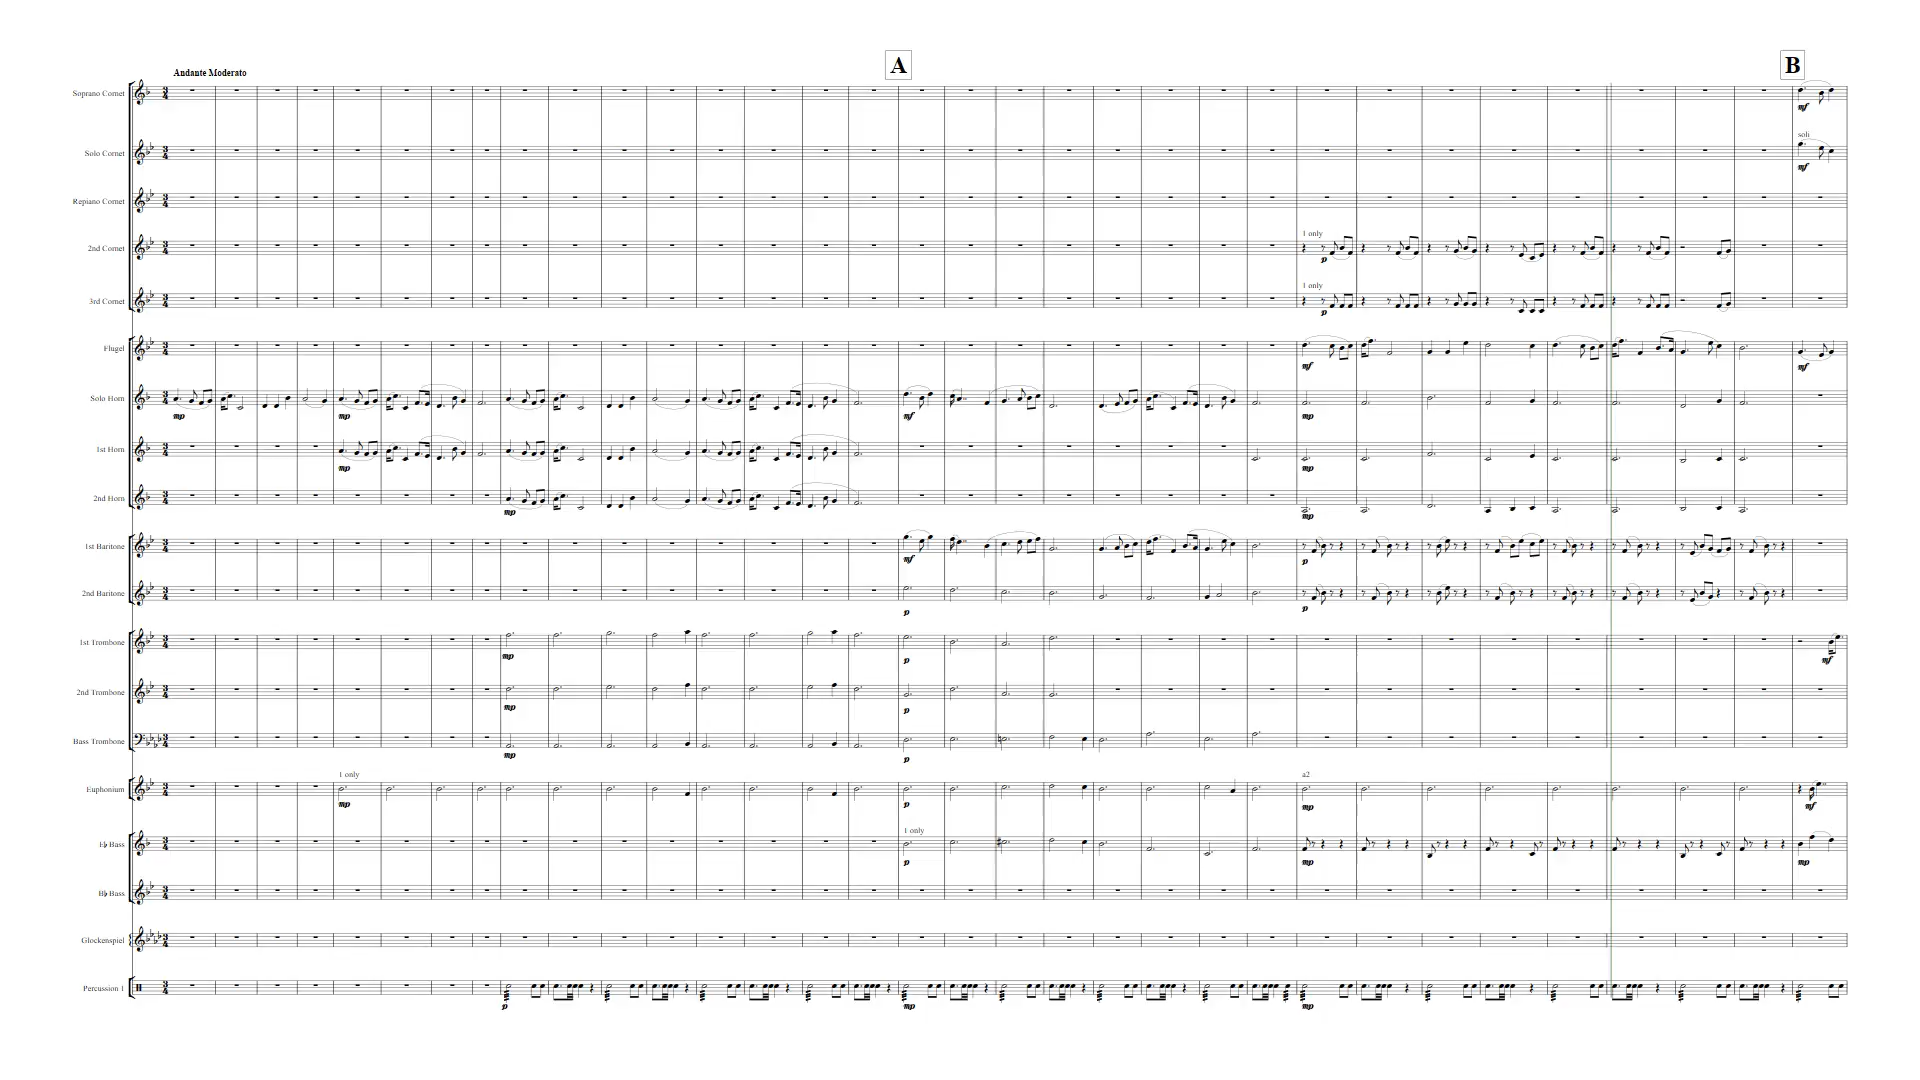 A
B
Andante Moderato
Soprano Cornet
soli
Solo Cornet
Repiano Cornet
1 only
2nd Cornet
1 only
3rd Cornet
Flugel
Solo Horn
1st Horn
2nd Horn
1st Baritone
2nd Baritone
1st Trombone
2nd Trombone
Bass Trombone
1 only
a2
Euphonium
1 only
E♭ Bass
B♭ Bass
Glockenspiel
Percussion 1